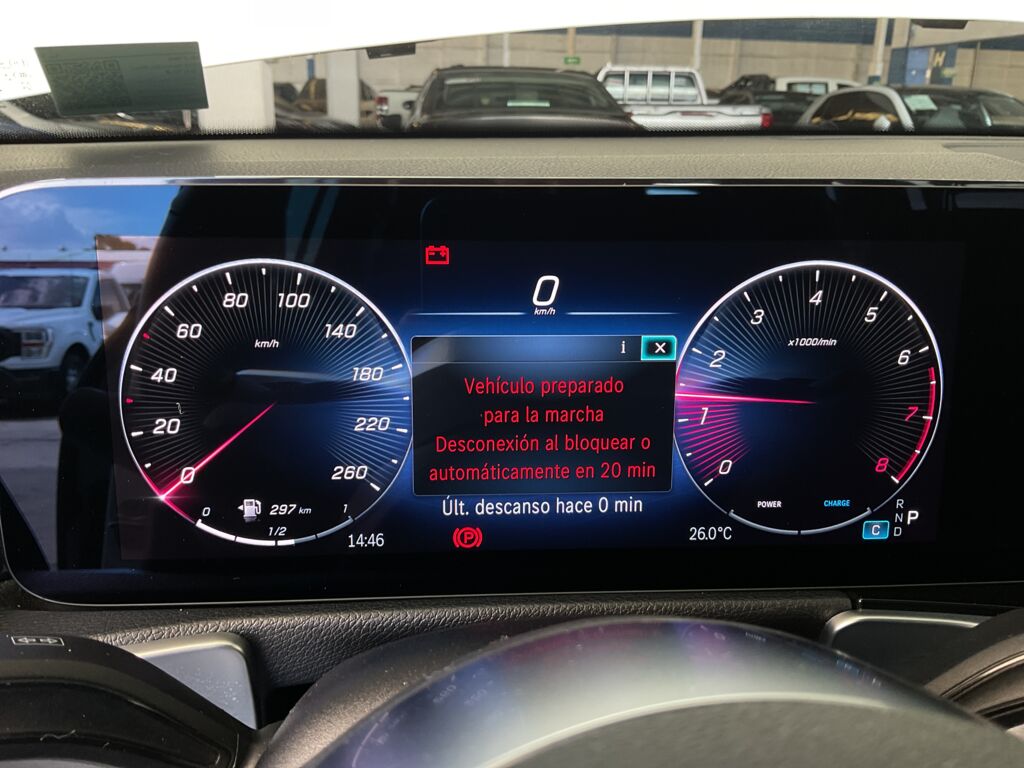 0
km/h
i ×
Vehículo preparado
para la marcha
Desconexión al bloquear o
automáticamente en 20 min
Últ. descanso hace 0 min
0 20 40 60 80 100 140 180 220 260
km/h
297 km
0 1/2 1
14:46
P
26.0°C
0 1 2 3 4 5 6 7 8
x1000/min
POWER CHARGE
C
R
N
D
P